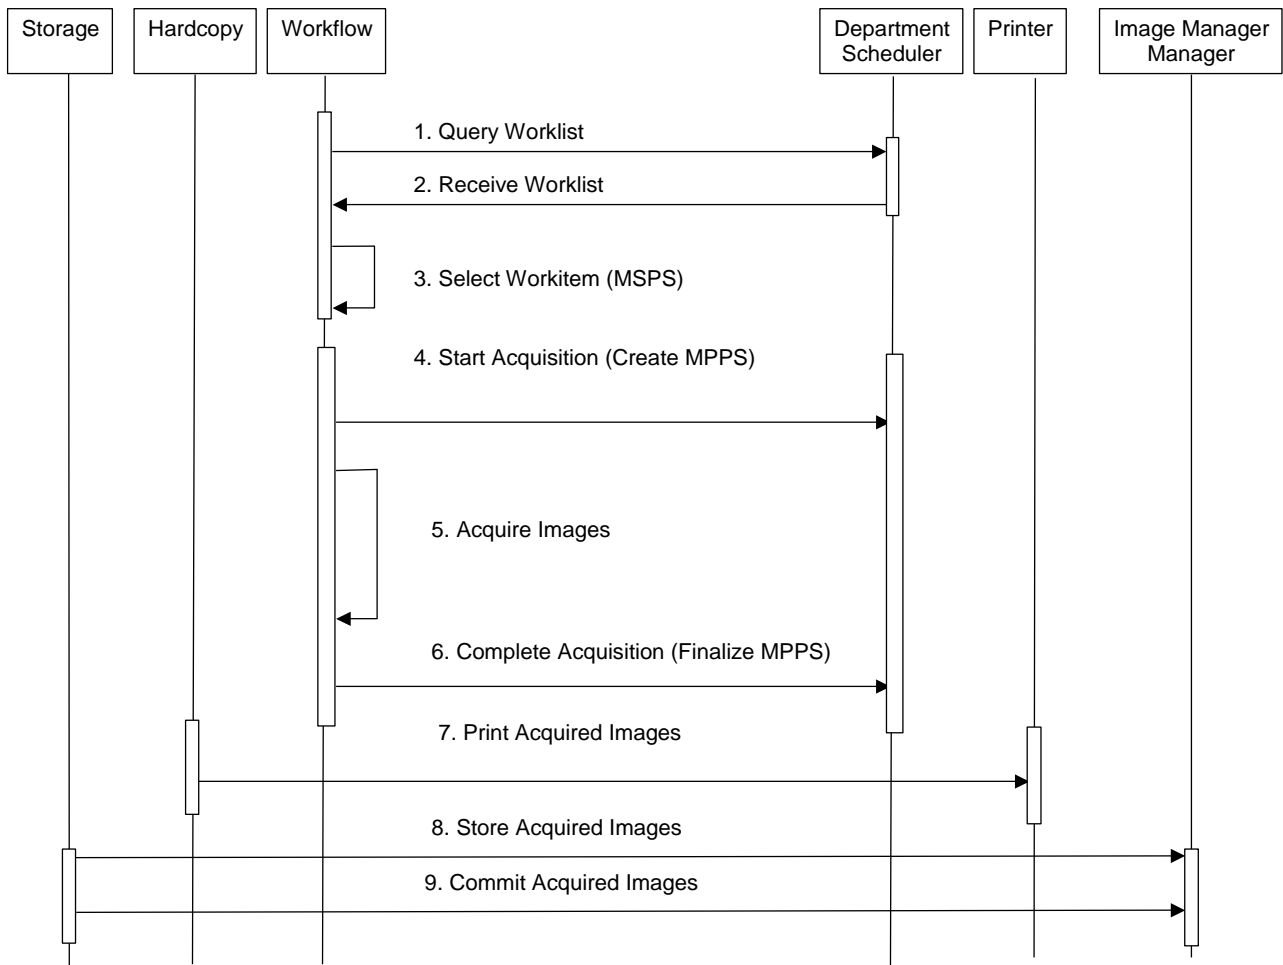 Storage
Hardcopy
Workflow
Department
Scheduler
Printer
Image Manager
Manager
1. Query Worklist
2. Receive Worklist
3. Select Workitem (MSPS)
4. Start Acquisition (Create MPPS)
5. Acquire Images
6. Complete Acquisition (Finalize MPPS)
7. Print Acquired Images
8. Store Acquired Images
9. Commit Acquired Images